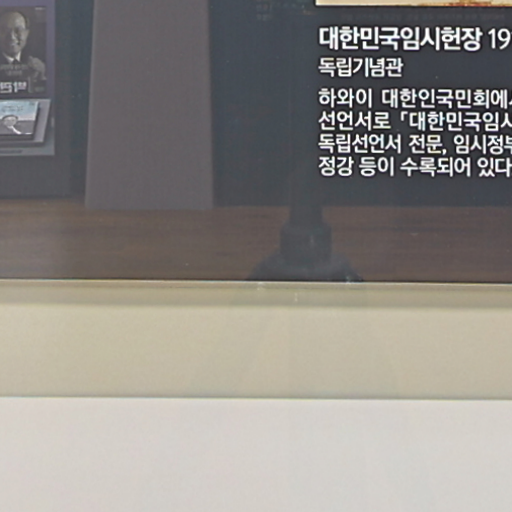 대한민국임시헌장 19
독립기념관
하와이 대한인국민회에
선언서로 「대한민국임시
독립선언서 전문, 임시정부
정강 등이 수록되어 있다